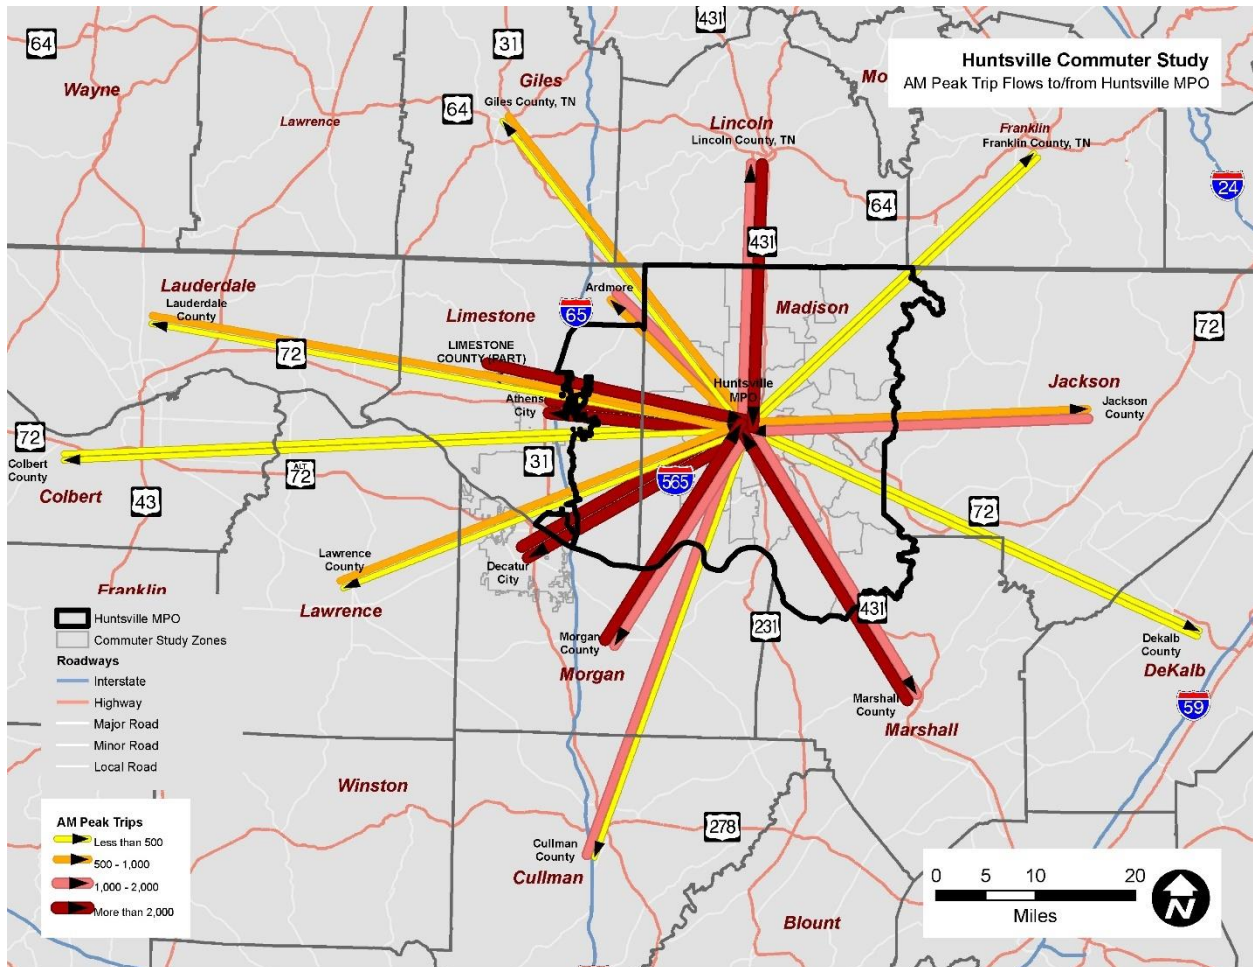 431
64
31
Huntsville Commuter Study
AM Peak Trip Flows to/from Huntsville MPO
Wayne
Giles
Mo
Giles County, TN
64
Lawrence
Lincoln
Lincoln County, TN
Franklin
Franklin County, TN
24
64
431
Lauderdale
Lauderdale
County
Ardmore
65
Limestone
Madison
72
72
LIMESTONE
COUNTY (PART)
Huntsville
MPO
Jackson
Jackson
County
Athens
City
72
Colbert
County
Colbert
ALT
72
31
565
43
72
Lawrence
County
Lawrence
Decatur
City
Franklin
431
231
Morgan
County
Morgan
Dekalb
County
DeKalb
Marshall
County
Marshall
59
Huntsville MPO
Commuter Study Zones
Roadways
Interstate
Highway
Major Road
Minor Road
Local Road
Winston
AM Peak Trips
Less than 500
500 - 1,000
1,000 - 2,000
More than 2,000
278
Cullman
County
Cullman
Blount
0 5 10 20
Miles
N